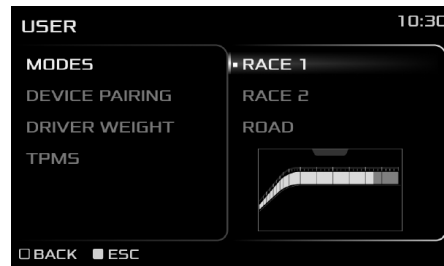 USER
10:30
MODES
DEVICE PAIRING
DRIVER WEIGHT
TPMS
RACE 1
RACE 2
ROAD
BACK ESC